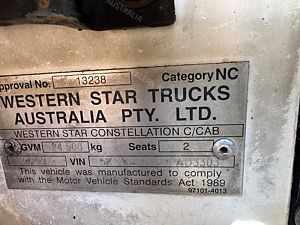 AUSTRALIA
Approval No. 13238 Category NC
WESTERN STAR TRUCKS
AUSTRALIA PTY. LTD.
WESTERN STAR CONSTELLATION C/CAB
GVM 24 500 kg Seats 2
VIN
This vehicle was manufactured to comply
with the Motor Vehicle Standards Act 1989
97101-4013